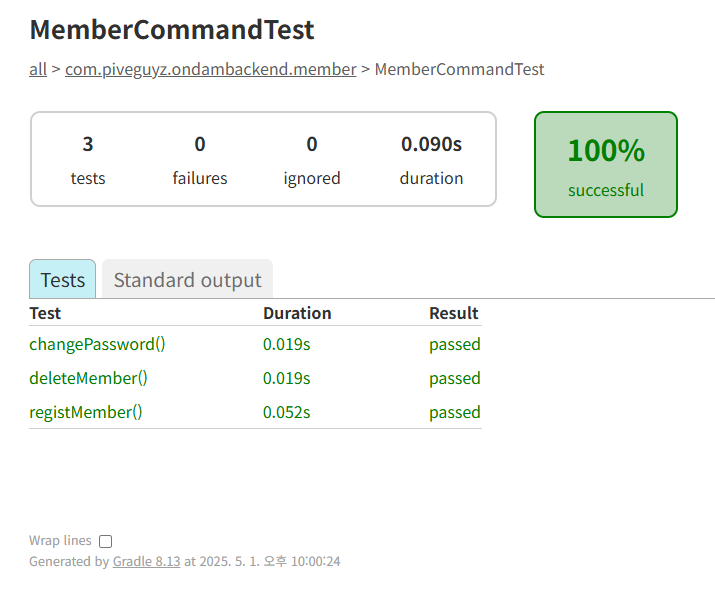 MemberCommandTest
all > com.piveguyz.ondambackend.member > MemberCommandTest
3 0 0 0.090s
tests failures ignored duration
100%
successful
Tests Standard output
Test Duration Result
changePassword() 0.019s passed
deleteMember() 0.019s passed
registMember() 0.052s passed
Wrap lines
Generated by Gradle 8.13 at 2025. 5. 1. 오후 10:00:24